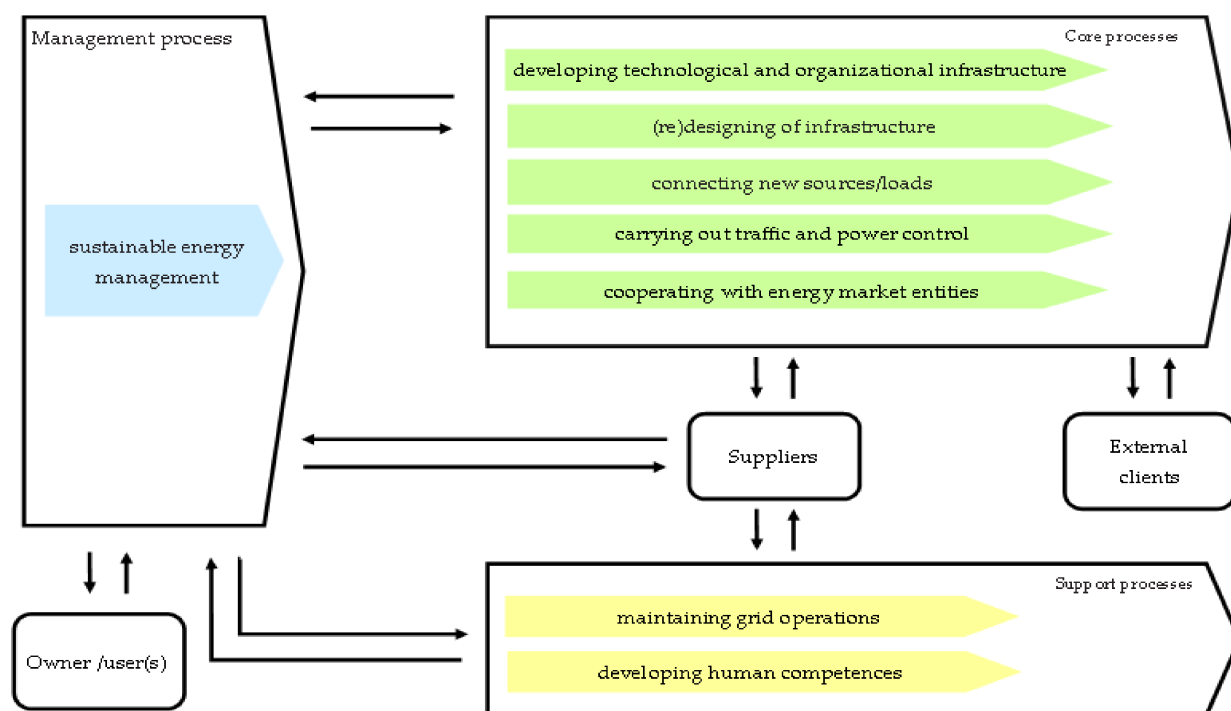 Management process
sustainable energy
management
Core processes
developing technological and organizational infrastructure
(re)designing of infrastructure
connecting new sources/loads
carrying out traffic and power control
cooperating with energy market entities
Suppliers
External
clients
Owner /user(s)
Support processes
maintaining grid operations
developing human competences